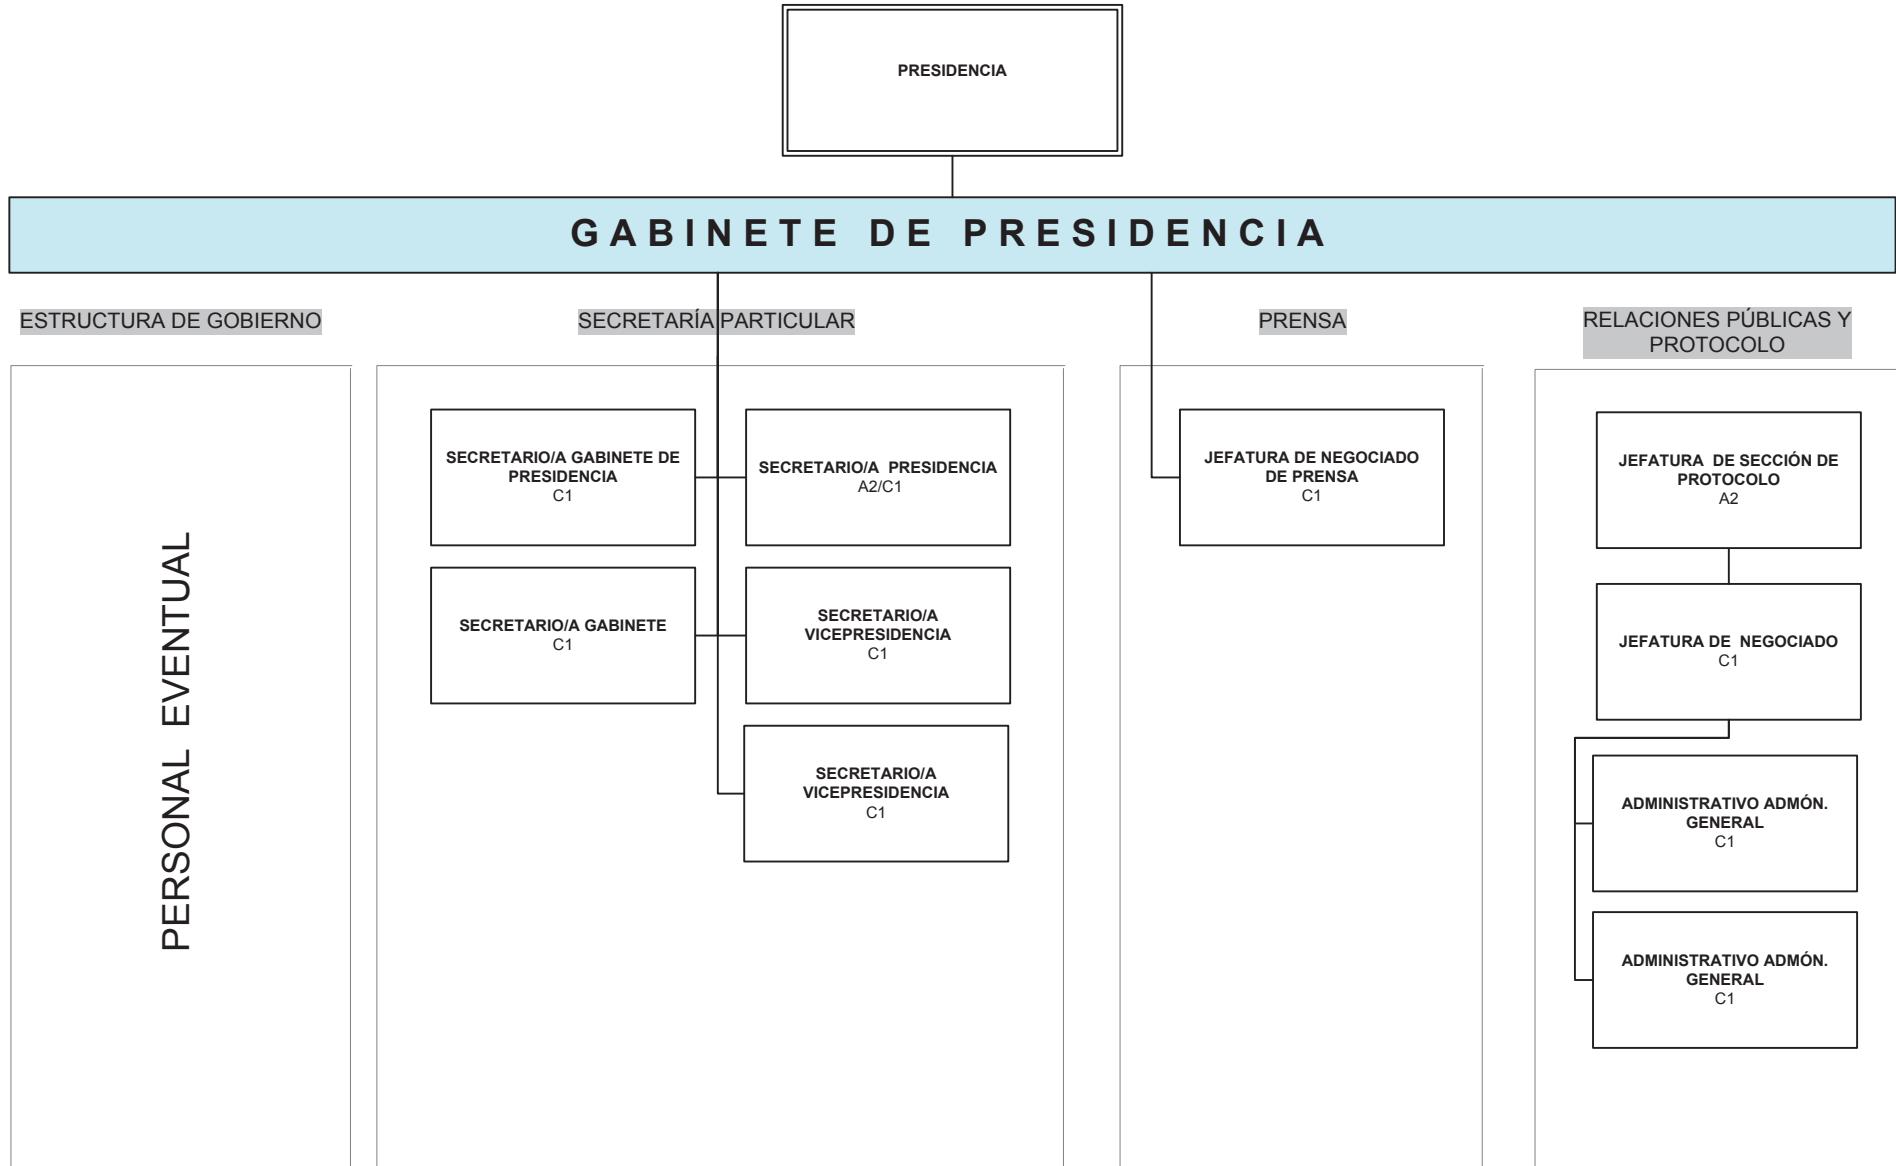 PRESIDENCIA
GABINETE DE PRESIDENCIA
ESTRUCTURA DE GOBIERNO
PERSONAL EVENTUAL
SECRETARÍA PARTICULAR
SECRETARIO/A GABINETE DE
PRESIDENCIA
C1
SECRETARIO/A PRESIDENCIA
A2/C1
SECRETARIO/A GABINETE
C1
SECRETARIO/A
VICEPRESIDENCIA
C1
SECRETARIO/A
VICEPRESIDENCIA
C1
PRENSA
JEFATURA DE NEGOCIADO
DE PRENSA
C1
RELACIONES PÚBLICAS Y
PROTOCOLO
JEFATURA DE SECCIÓN DE
PROTOCOLO
A2
JEFATURA DE NEGOCIADO
C1
ADMINISTRATIVO ADMÓN.
GENERAL
C1
ADMINISTRATIVO ADMÓN.
GENERAL
C1